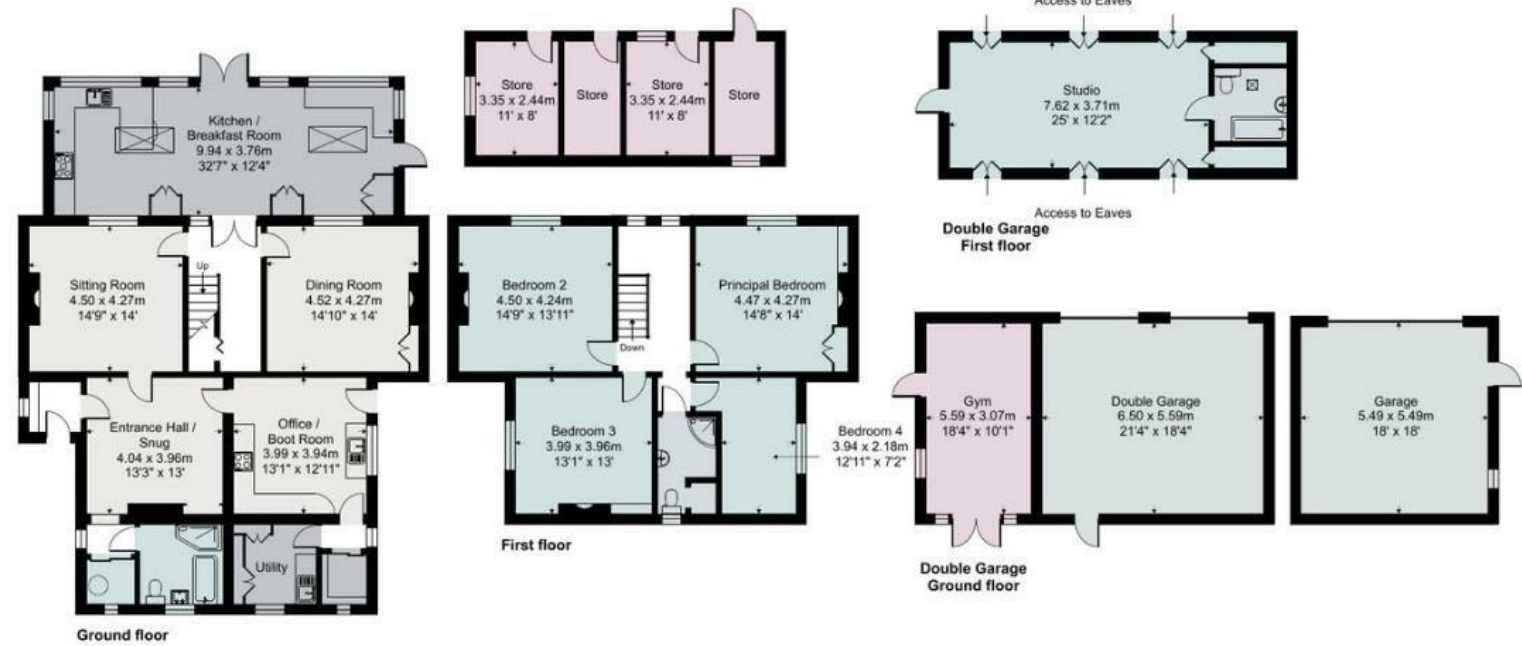 Access to Eaves
Kitchen /
Breakfast Room
9.94 x 3.76m
32'7" x 12'4"
Store
3.35 x 2.44m
11' x 8'
Store
Store
3.35 x 2.44m
11' x 8'
Store
Studio
7.62 x 3.71m
25' x 12'2"
Access to Eaves
Double Garage
First floor
Sitting Room
4.50 x 4.27m
14'9" x 14'
Up
Dining Room
4.52 x 4.27m
14'10" x 14'
Bedroom 2
4.50 x 4.24m
14'9" x 13'11"
Down
Principal Bedroom
4.47 x 4.27m
14'8" x 14'
Entrance Hall /
Snug
4.04 x 3.96m
13'3" x 13'
Office /
Boot Room
3.99 x 3.94m
13'1" x 12'11"
Bedroom 3
3.99 x 3.96m
13'1" x 13'
Bedroom 4
3.94 x 2.18m
12'11" x 7'2"
Gym
5.59 x 3.07m
18'4" x 10'1"
Double Garage
6.50 x 5.59m
21'4" x 18'4"
Garage
5.49 x 5.49m
18' x 18'
Utility
First floor
Double Garage
Ground floor
Ground floor